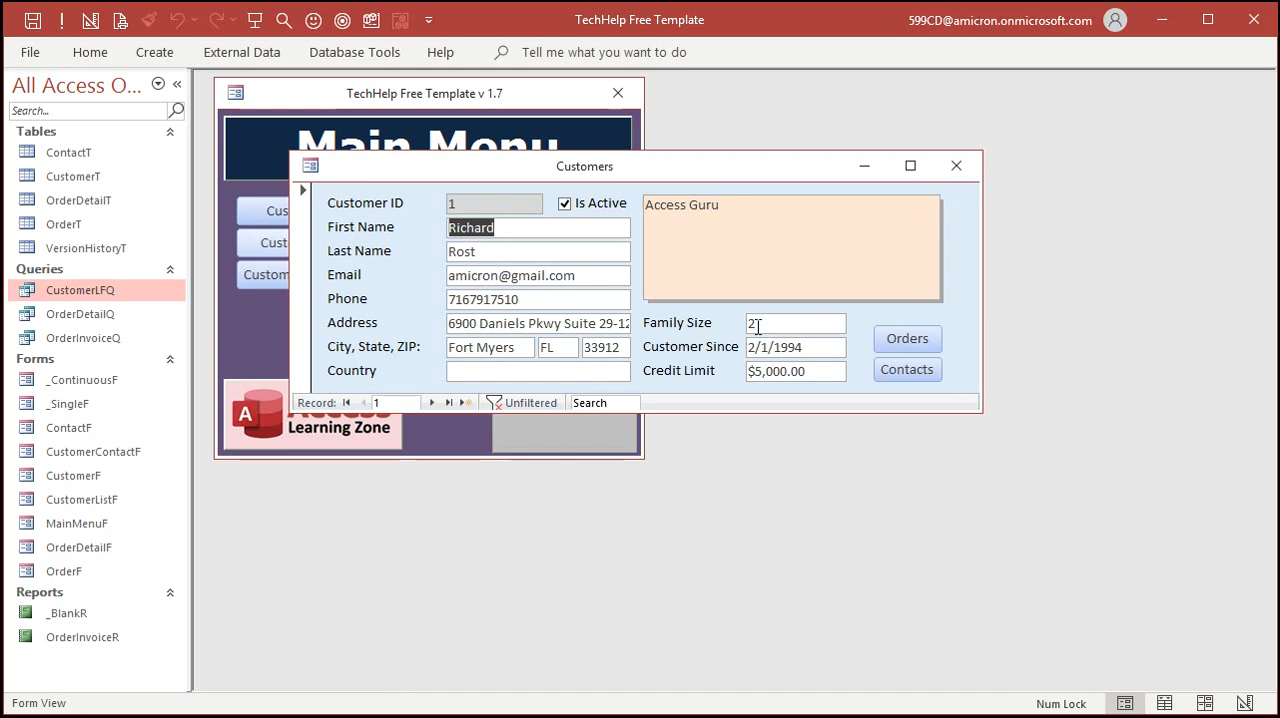 TechHelp Free Template
599CD@amicron.onmicrosoft.com
File
Home
Create
External Data
Database Tools
Help
Tell me what you want to do
All Access O...
Search...
Tables
ContactT
CustomerT
OrderDetailT
OrderT
VersionHistoryT
Queries
CustomerLFQ
OrderDetailQ
OrderInvoiceQ
Forms
_ContinuousF
_SingleF
ContactF
CustomerContactF
CustomerF
CustomerListF
MainMenuF
OrderDetailF
OrderF
Reports
_BlankR
OrderInvoiceR
TechHelp Free Template v 1.7
Main Menu
Cus
Cust
Custom
A
Learning Zone
Customers
Customer ID 1
Is Active
First Name Richard
Last Name Rost
Email amicron@gmail.com
Phone 7167917510
Address 6900 Daniels Pkwy Suite 29-12
City, State, ZIP: Fort Myers FL 33912
Country
Access Guru
Family Size 2
Customer Since 2/1/1994
Credit Limit $5,000.00
Orders
Contacts
Record: 1 Unfiltered Search
Form View
Num Lock